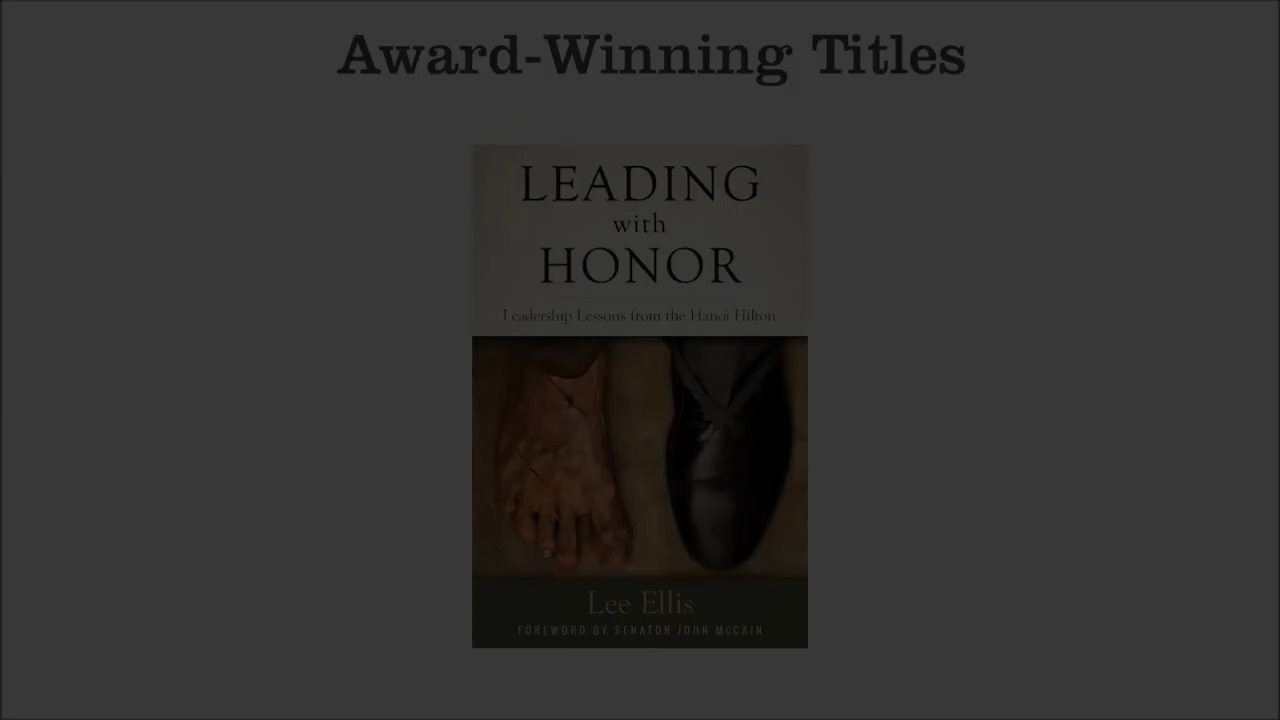 Award-Winning Titles
LEADING
with
HONOR
Leadership Lessons from the Hanoi Hilton
Lee Ellis
FOREWORD BY SENATOR JOHN McCAIN